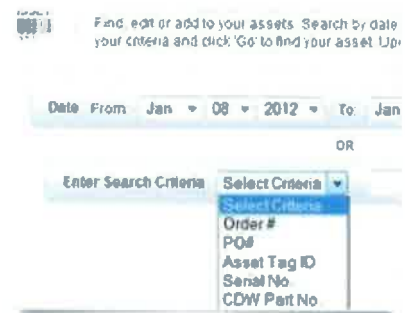 Find, edit or add to your assets. Search by date
your criteria and click 'Go' to find your asset.
Date From Jan 08 2012 To: Jan
OR
Enter Search Criteria Select Criteria
Select Criteria
Order #
PO#
Asset Tag ID
Serial No
CDW Part No